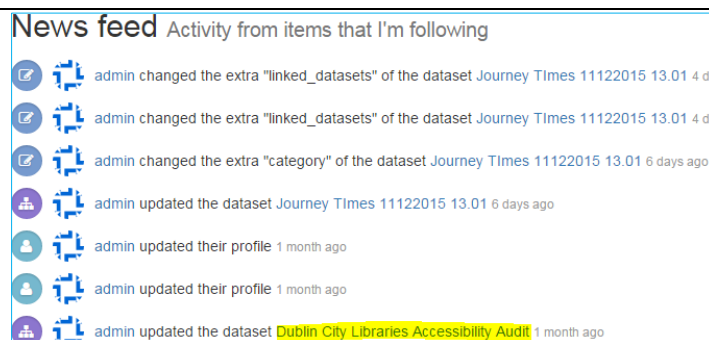 News feed Activity from items that I'm following
admin changed the extra "linked_datasets" of the dataset Journey TImes 11122015 13.01 4 d
admin changed the extra "linked_datasets" of the dataset Journey TImes 11122015 13.01 4 d
admin changed the extra "category" of the dataset Journey TImes 11122015 13.01 6 days ago
admin updated the dataset Journey TImes 11122015 13.01 6 days ago
admin updated their profile 1 month ago
admin updated their profile 1 month ago
admin updated the dataset Dublin City Libraries Accessibility Audit 1 month ago